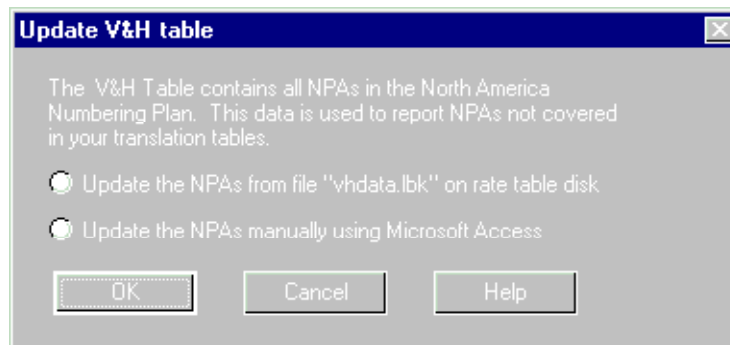 Update V&H table
The V&H Table contains all NPAs in the North America
Numbering Plan. This data is used to report NPAs not covered
in your translation tables.
Update the NPAs from file "vhdata.lbk" on rate table disk
Update the NPAs manually using Microsoft Access
OK Cancel Help